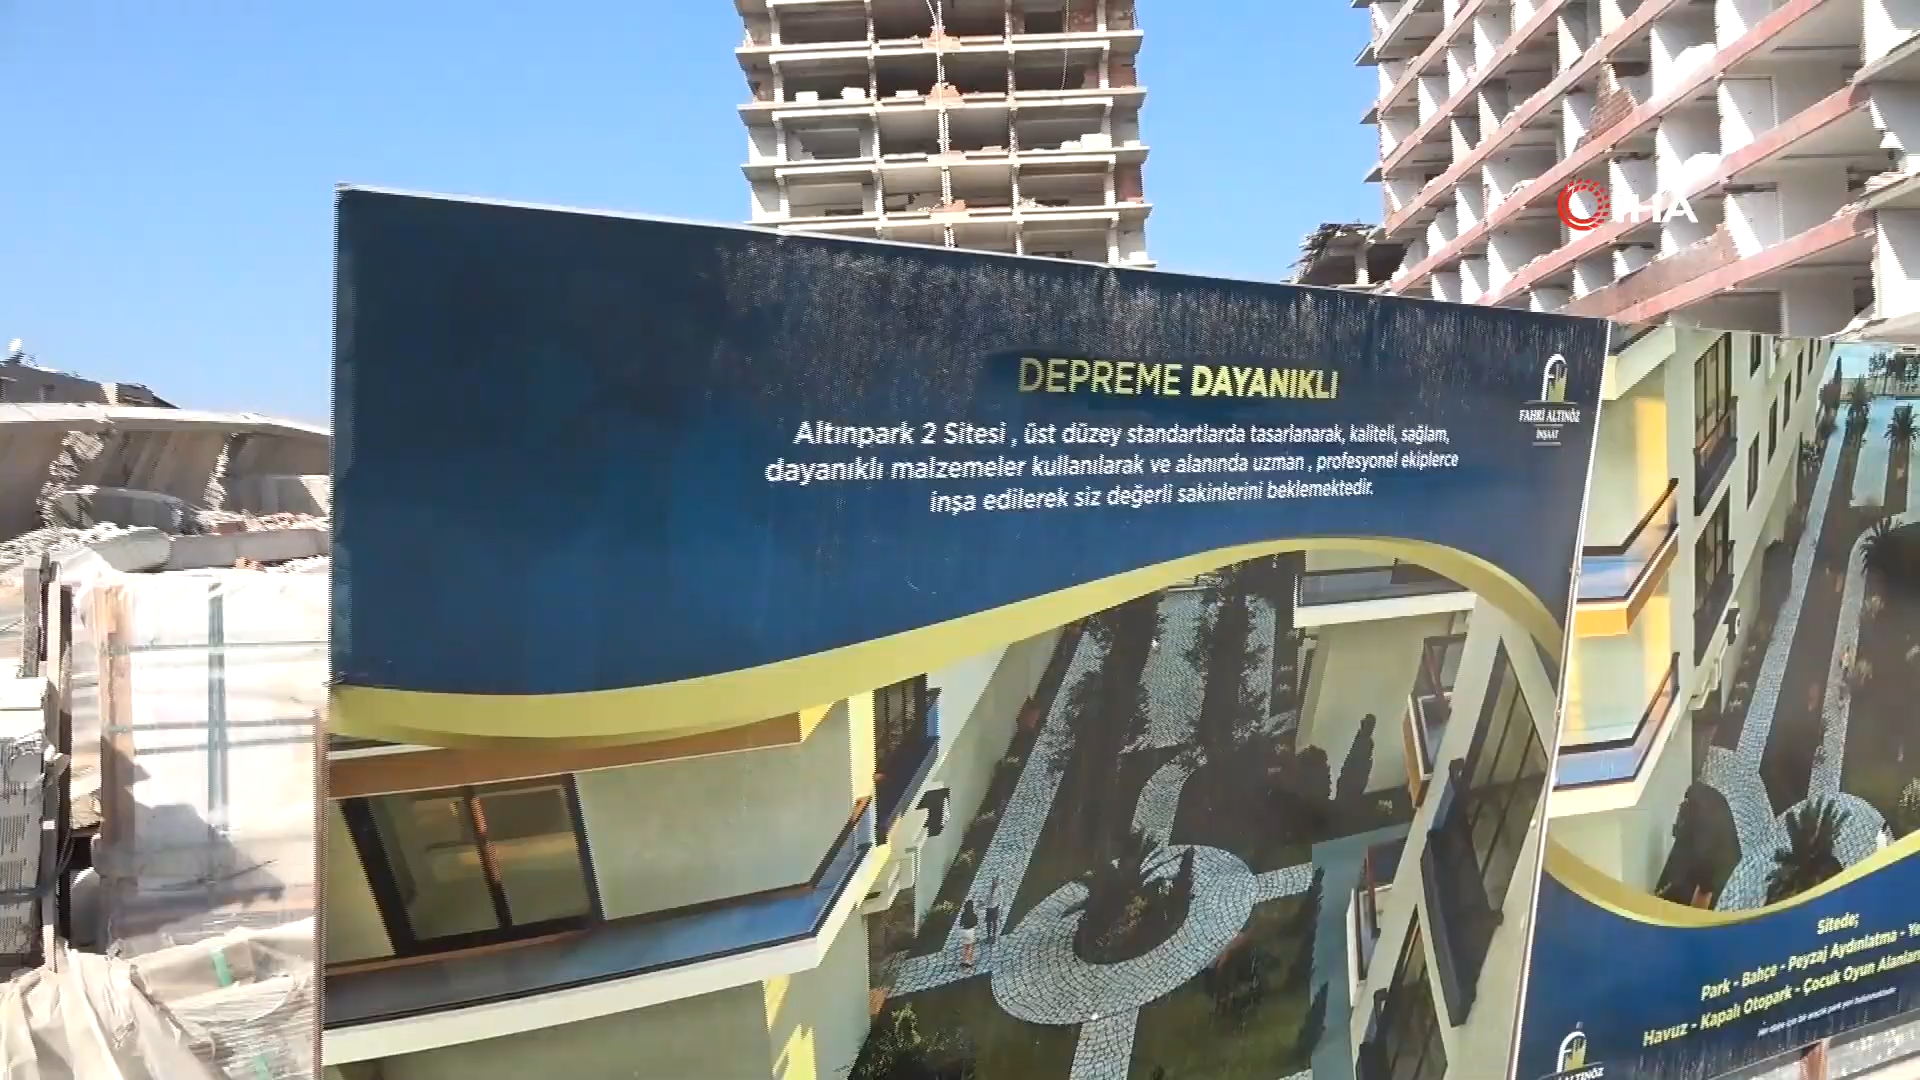 İHA
DEPREME DAYANIKLI
Altınpark 2 Sitesi , üst düzey standartlarda tasarlanarak, kaliteli, sağlam,
dayanıklı malzemeler kullanılarak ve alanında uzman , profesyonel ekiplerce
inşa edilerek siz değerli sakinlerini beklemektedir.
FAHRİ ALTINÖZ
İNŞAAT
Sitede;
Park - Bahçe - Peyzaj Aydınlatma - Ye
Havuz - Kapalı Otopark - Çocuk Oyun Alanları
ALTINÖZ